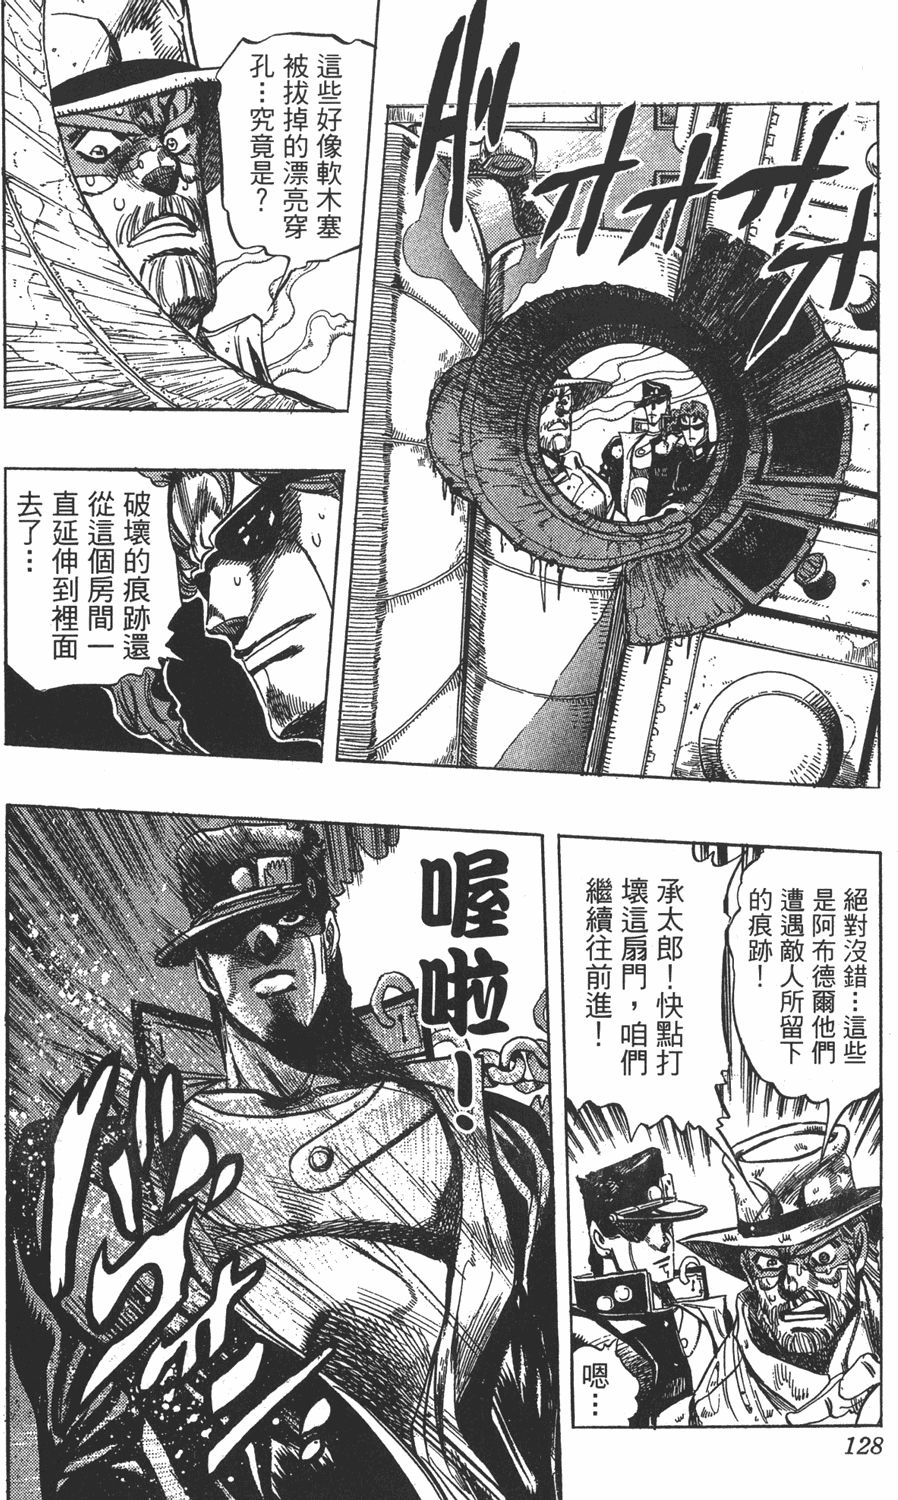 ドッ
オオオオ
這些好像軟木塞
被拔掉的漂亮穿
孔…究竟是?
破壞的痕跡還
從這個房間一
直延伸到裡面
去了…
絕對沒錯…這些
是阿布德爾他們
遭遇敵人所留下
的痕跡!
承太郎!快點打
壞這扇門,咱們
繼續往前進!
嗯…
喔啦!
128